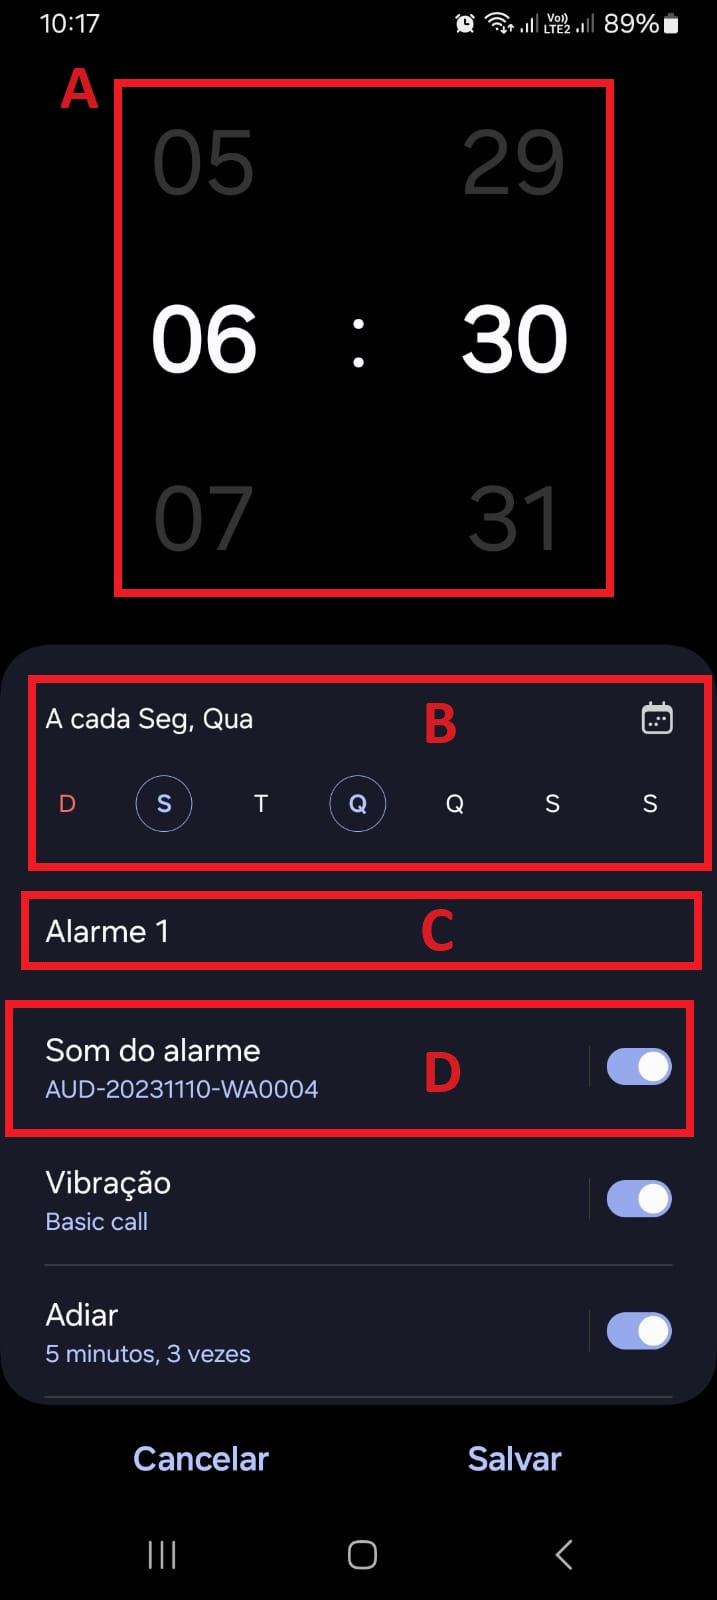 10:17 Vo)) LTE2 89%
A
05 29
06 : 30
07 31
A cada Seg, Qua B
D S T Q Q S S
Alarme 1 C
Som do alarme
AUD-20231110-WA0004 D
Vibração
Basic call
Adiar
5 minutos, 3 vezes
Cancelar Salvar